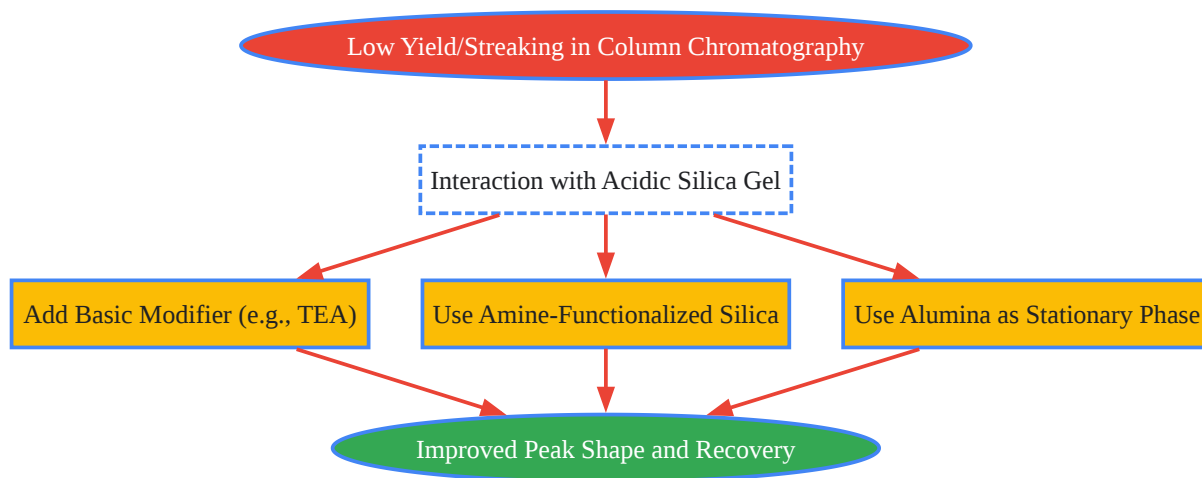 Low Yield/Streaking in Column Chromatography
Interaction with Acidic Silica Gel
Add Basic Modifier (e.g., TEA)
Use Amine-Functionalized Silica
Use Alumina as Stationary Phase
Improved Peak Shape and Recovery